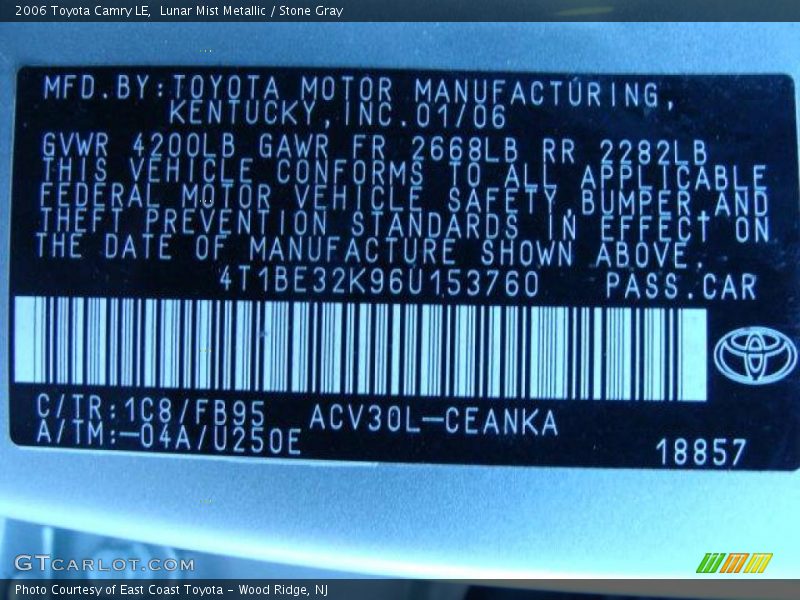 2006 Toyota Camry LE,  Lunar Mist Metallic / Stone Gray
MFD.BY:TOYOTA MOTOR MANUFACTURING,
KENTUCKY,INC.01/06
GVWR 4200LB GAWR FR 2668LB RR 2282LB
THIS VEHICLE CONFORMS TO ALL APPLICABLE
FEDERAL MOTOR VEHICLE SAFETY,BUMPER,AND
THEFT PREVENTION STANDARDS IN EFFECT ON
THE DATE OF MANUFACTURE SHOWN ABOVE.
4T1BE32K96U153760 PASS.CAR
C/TR:1C8/FB95 ACV30L-CEANKA
A/TM:-04A/U250E
18857
GTCARLOT.COM
Photo Courtesy of East Coast Toyota - Wood Ridge, NJ